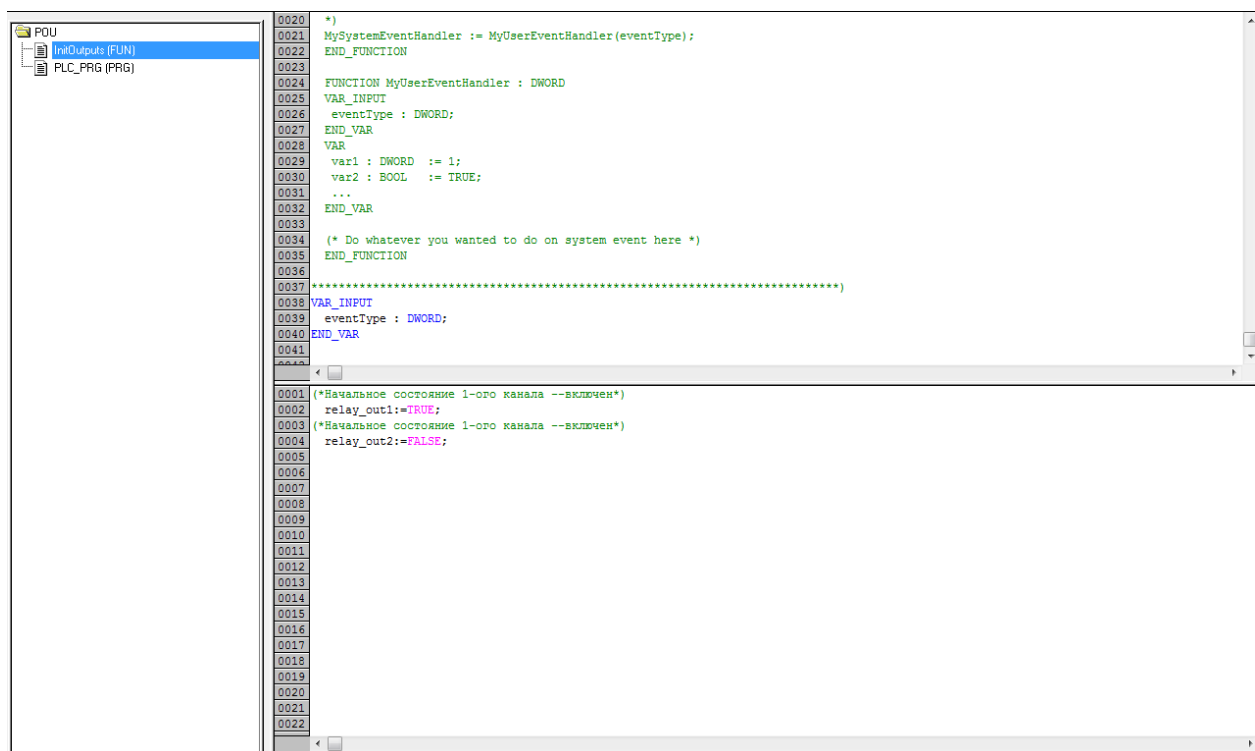 POU
InitOutputs (FUN)
PLC_PRG (PRG)
0020 *)
0021 MySystemEventHandler := MyUserEventHandler(eventType);
0022 END_FUNCTION
0023
0024 FUNCTION MyUserEventHandler : DWORD
0025 VAR_INPUT
0026 eventType : DWORD;
0027 END_VAR
0028 VAR
0029 var1 : DWORD := 1;
0030 var2 : BOOL := TRUE;
0031 ...
0032 END_VAR
0033
0034 (* Do whatever you wanted to do on system event here *)
0035 END_FUNCTION
0036
0037 *****************************************************************************)
0038 VAR_INPUT
0039 eventType : DWORD;
0040 END_VAR
0041
0001 (*Начальное состояние 1-ого канала --включен*)
0002 relay_out1:=TRUE;
0003 (*Начальное состояние 1-ого канала --включен*)
0004 relay_out2:=FALSE;
0005
0006
0007
0008
0009
0010
0011
0012
0013
0014
0015
0016
0017
0018
0019
0020
0021
0022